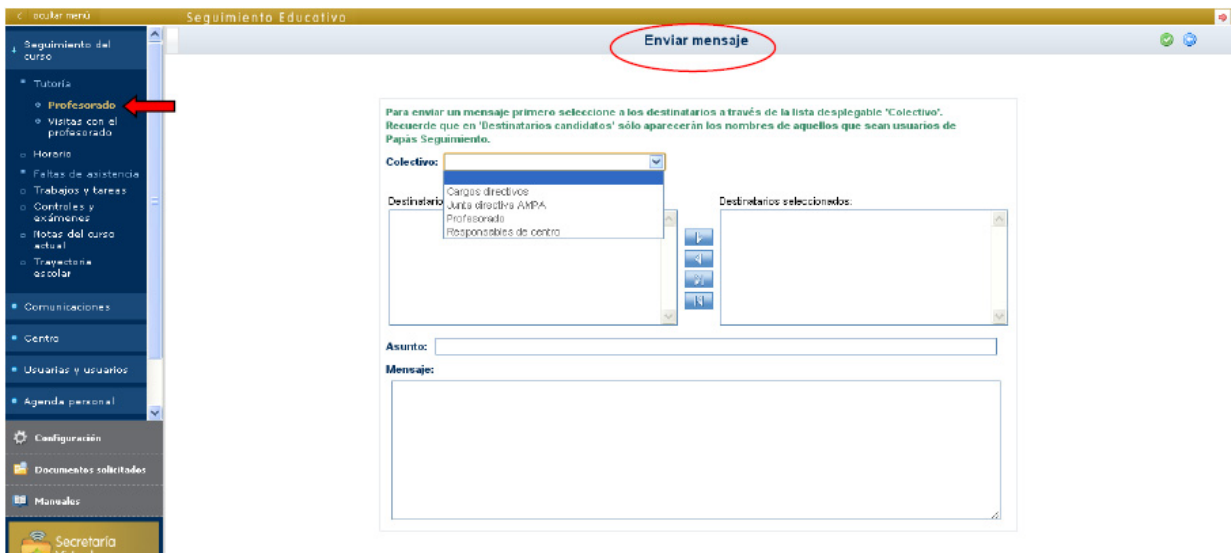 ocultar menú
Seguimiento Educativo
Enviar mensaje
Seguimiento del
curso
Tutoría
Profesorado
Visitas con el
profesorado
Horario
Faltas de asistencia
Trabajos y tareas
Controles y
exámenes
Notas del curso
actual
Trayectoria
escolar
Comunicaciones
Centro
Usuarias y usuarios
Agenda personal
Configuración
Documentos solicitados
Manuales
Secretaría
Para enviar un mensaje primero seleccione a los destinatarios a través de la lista desplegable 'Colectivo'.
Recuerde que en 'Destinatarios candidatos' sólo aparecerán los nombres de aquellos que sean usuarios de
Papás Seguimiento.
Colectivo:
Cargos directivos
Junta directiva AMPA
Profesorado
Responsables de centro
Destinatario
Destinatarios seleccionados:
Asunto:
Mensaje: